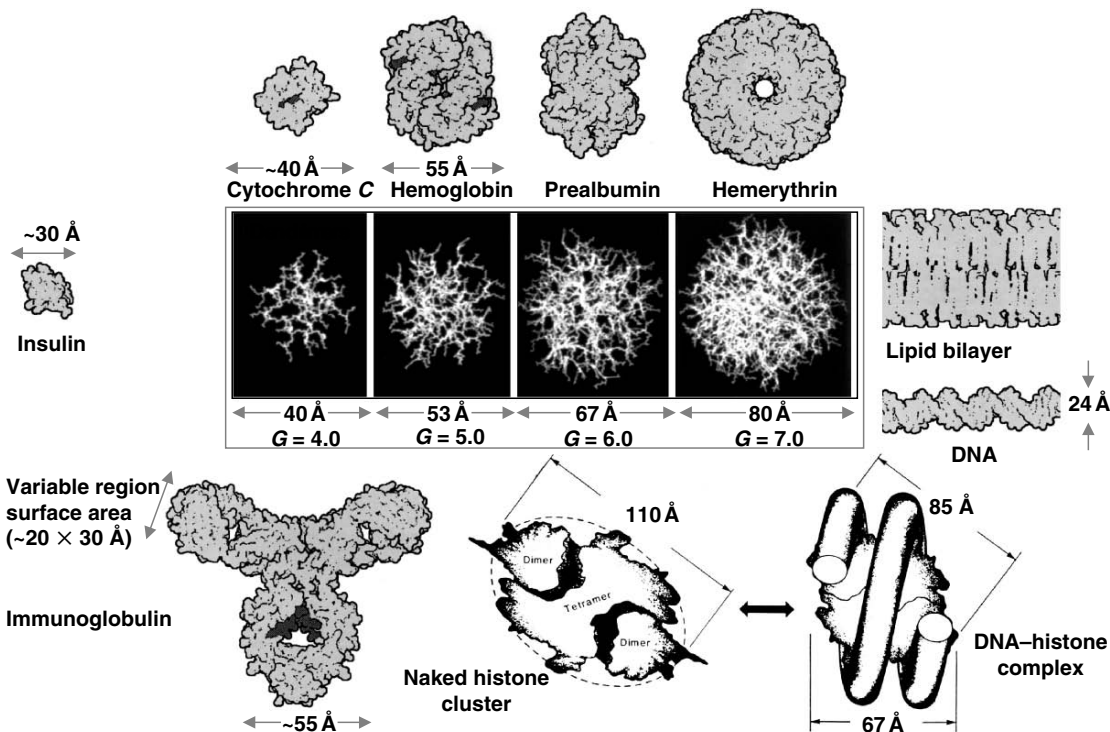 ~40 Å
55 Å
Cytochrome C
Hemoglobin
Prealbumin
Hemerythrin
~30 Å
Insulin
Lipid bilayer
40 Å
53 Å
67 Å
80 Å
G = 4.0
G = 5.0
G = 6.0
G = 7.0
24 Å
DNA
Variable region
surface area
(~20 × 30 Å)
Immunoglobulin
~55 Å
110 Å
Dimer
Tetramer
Dimer
Naked histone
cluster
85 Å
DNA–histone
complex
67 Å